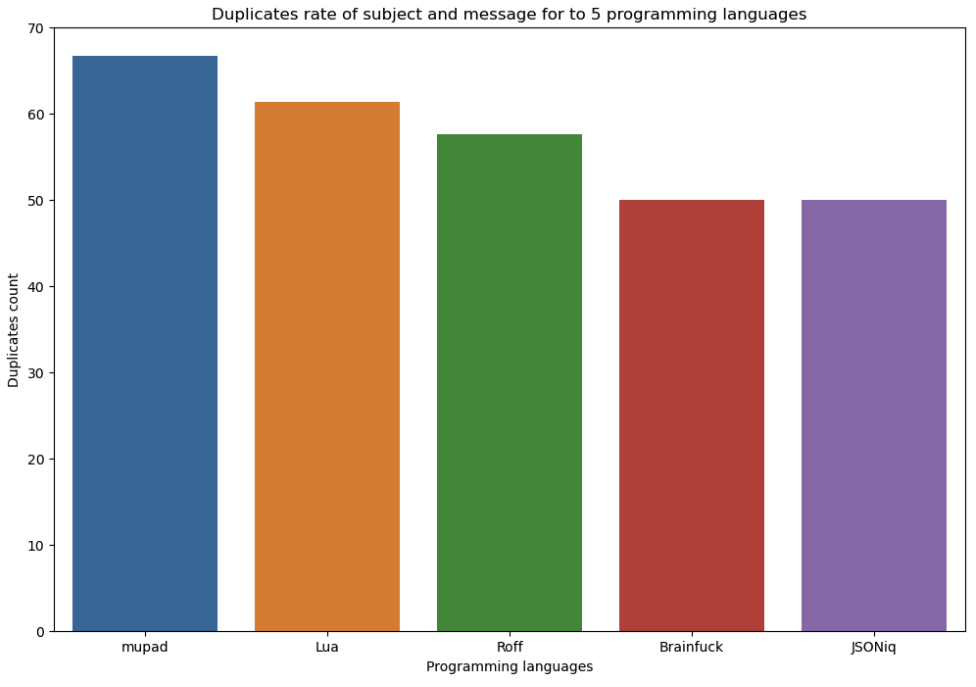 Duplicates rate of subject and message for to 5 programming languages
70
60
50
40
30
20
10
0
Duplicates count
mupad Lua Roff Brainfuck JSONiq
Programming languages